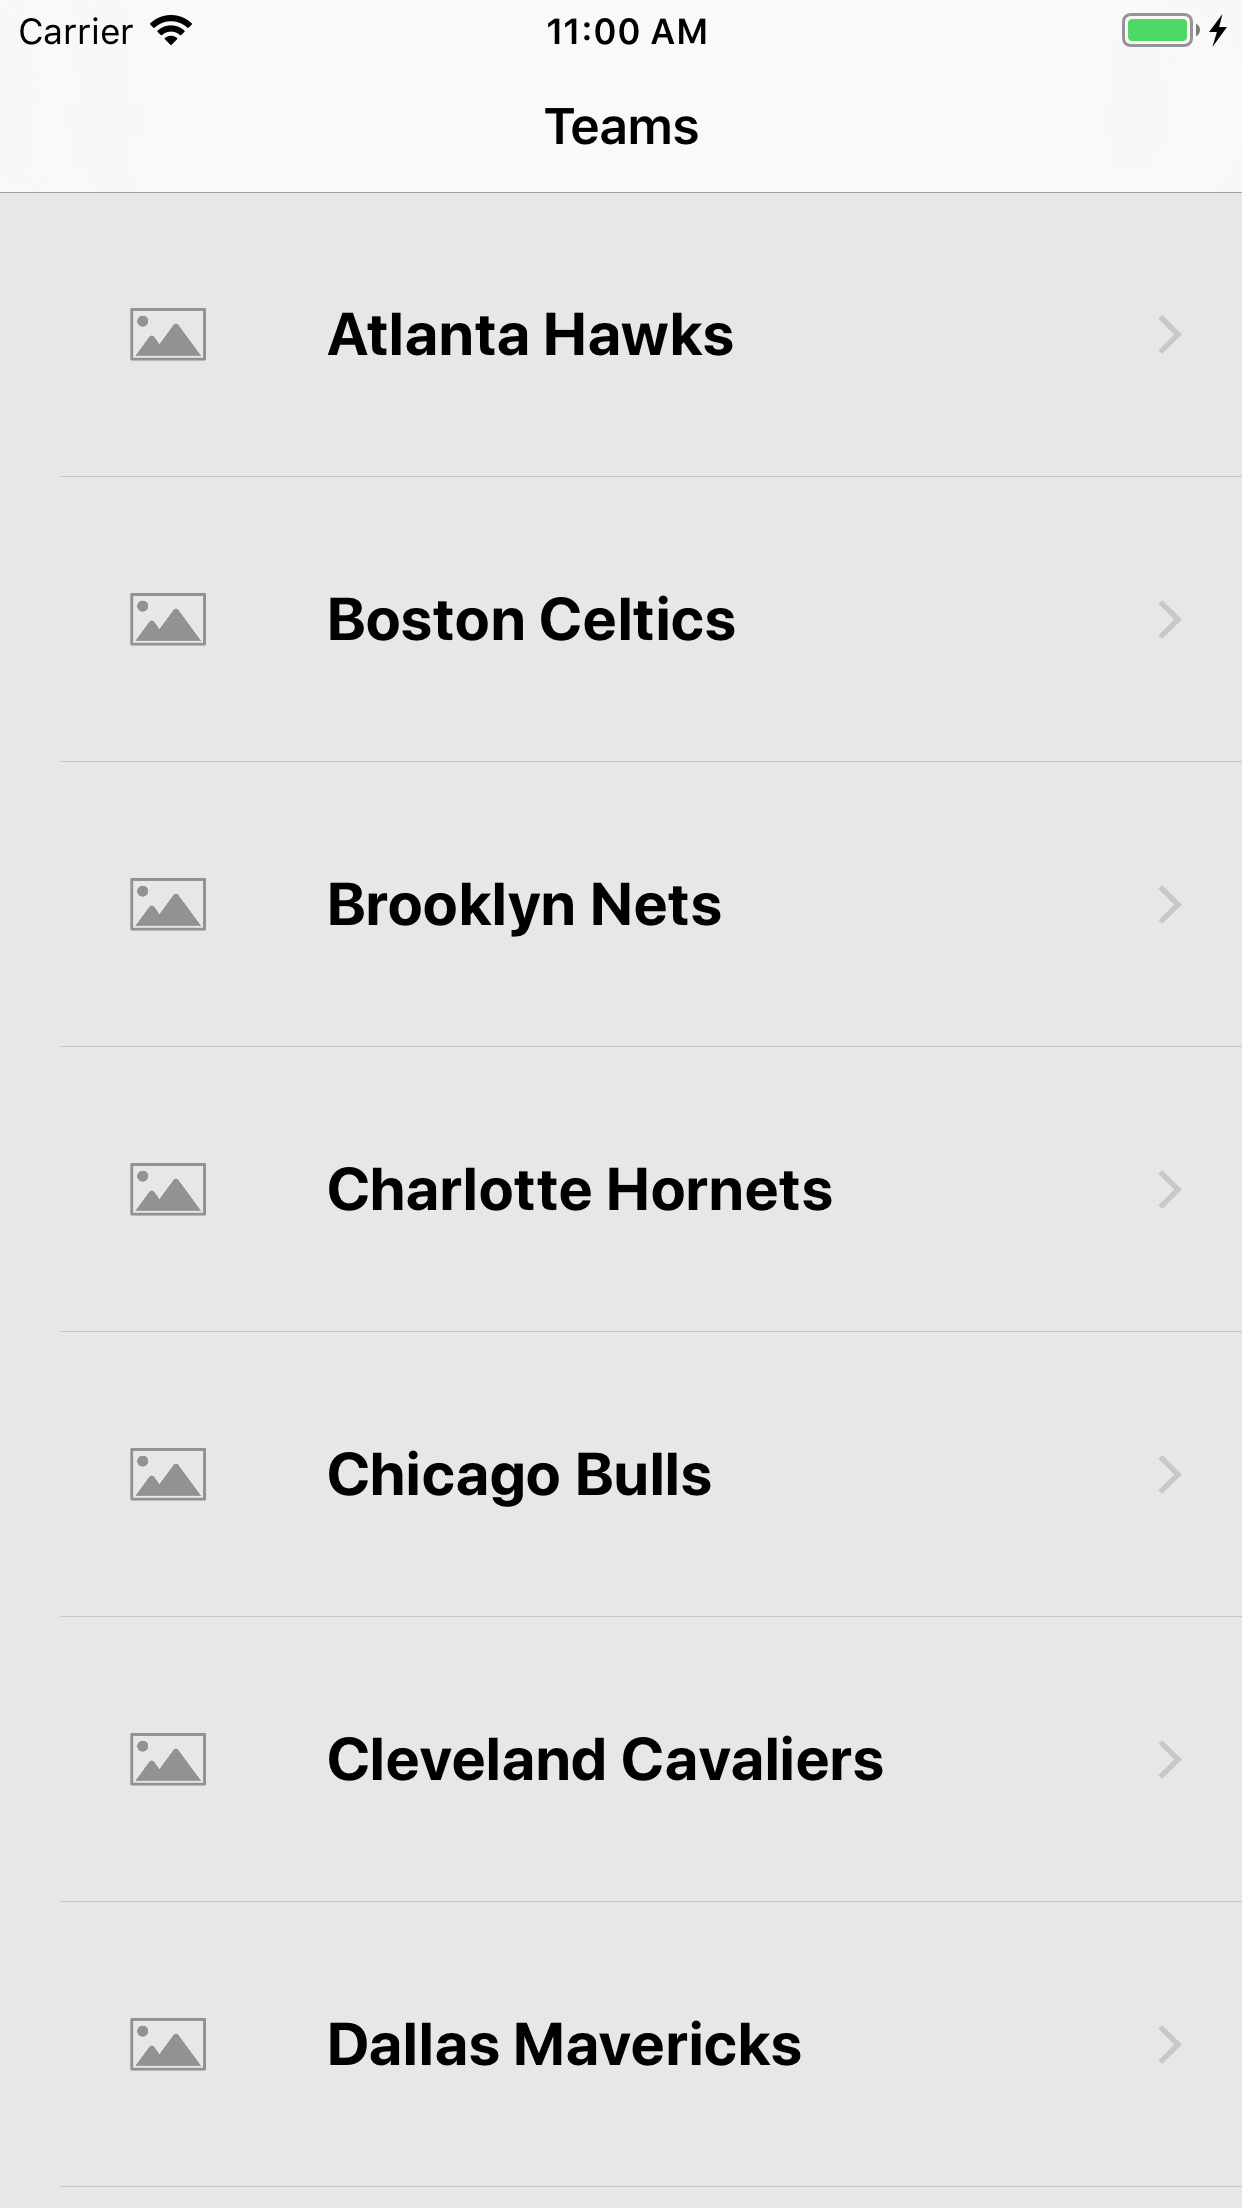 Carrier 11:00 AM
Teams
Atlanta Hawks
Boston Celtics
Brooklyn Nets
Charlotte Hornets
Chicago Bulls
Cleveland Cavaliers
Dallas Mavericks